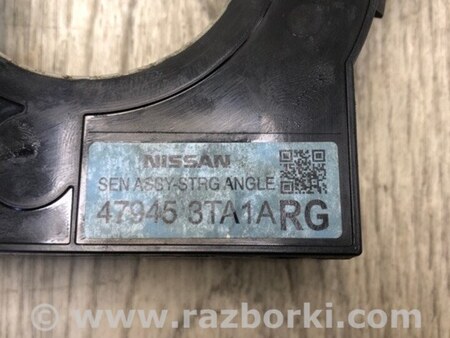 NISSAN
SEN ASSY-STRG ANGLE
47945 3TA1A RG
© www.razborki.com